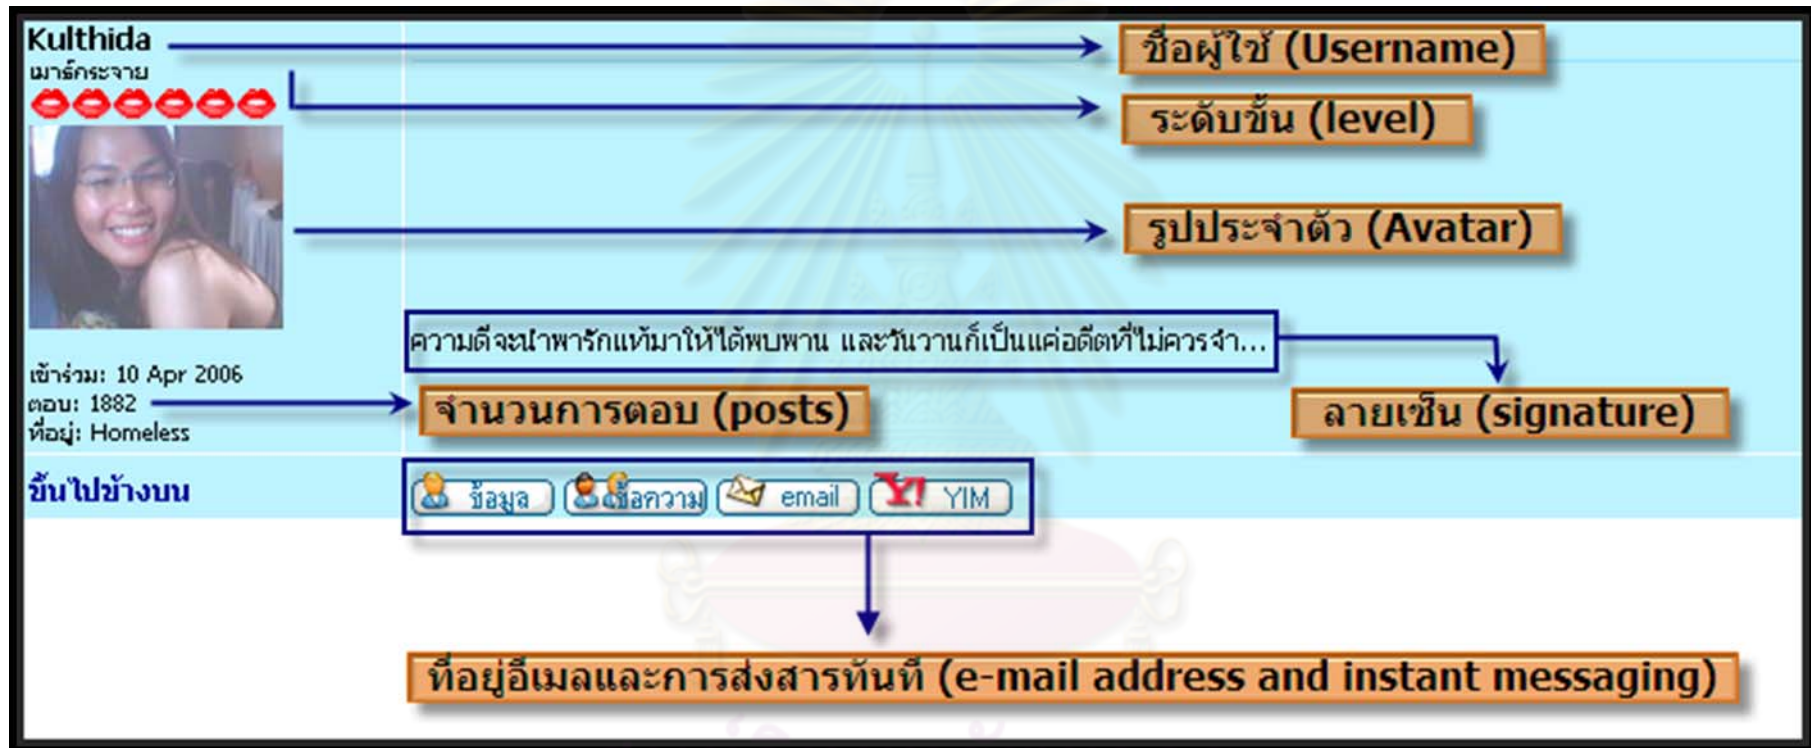 Kulthida
เมาธ์กระจาย
ชื่อผู้ใช้ (Username)
ระดับขั้น (level)
รูปประจำตัว (Avatar)
ความดีจะนำพารักแท้มาให้ได้พบพาน และวันวานก็เป็นแค่อดีตที่ไม่ควรจำ...
เข้าร่วม: 10 Apr 2006
ตอบ: 1882
ที่อยู่: Homeless
จำนวนการตอบ (posts)
ลายเซ็น (signature)
ขึ้นไปข้างบน
ข้อมูล
ข้อความ
email
Y! YIM
ที่อยู่อีเมลและการส่งสารทันที (e-mail address and instant messaging)